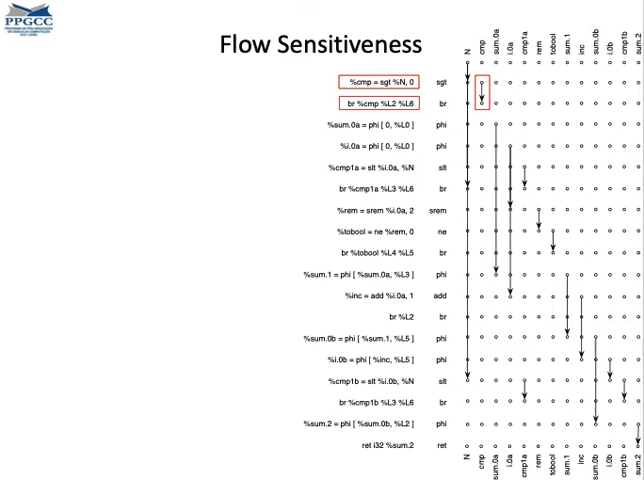 PPGCC
Flow Sensitiveness
N cmp sum.0a i.0a cmp1a rem tobool sum.1 inc sum.0b i.0b cmp1b sum.2
%cmp = sgt %N, 0 sgt
br %cmp %L2 %L6 br
%sum.0a = phi [ 0, %L0 ] phi
%i.0a = phi [ 0, %L0 ] phi
%cmp1a = slt %i.0a, %N slt
br %cmp1a %L3 %L6 br
%rem = srem %i.0a, 2 srem
%tobool = ne %rem, 0 ne
br %tobool %L4 %L5 br
%sum.1 = phi [ %sum.0a, %L3 ] phi
%inc = add %i.0a, 1 add
br %L2 br
%sum.0b = phi [ %sum.1, %L5 ] phi
%i.0b = phi [ %inc, %L5 ] phi
%cmp1b = slt %i.0b, %N slt
br %cmp1b %L3 %L6 br
%sum.2 = phi [ %sum.0b, %L2 ] phi
ret i32 %sum.2 ret
N cmp sum.0a i.0a cmp1a rem tobool sum.1 inc sum.0b i.0b cmp1b sum.2